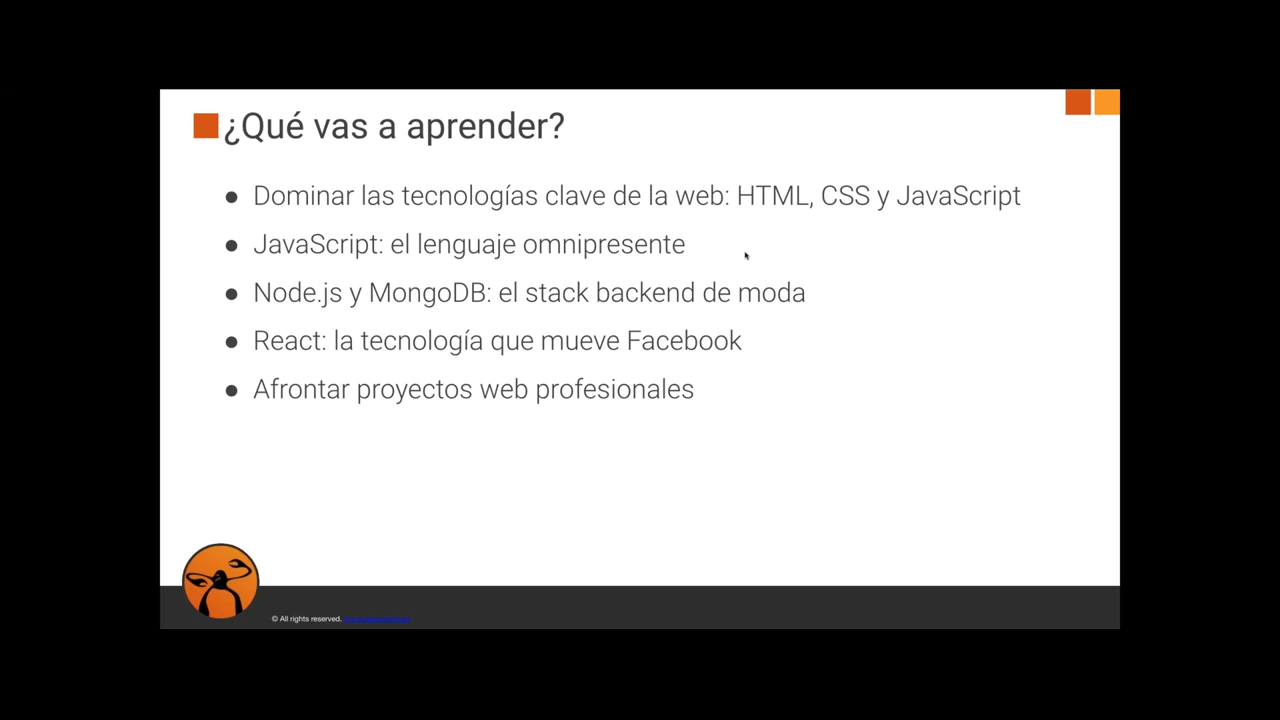 ¿Qué vas a aprender?
● Dominar las tecnologías clave de la web: HTML, CSS y JavaScript
● JavaScript: el lenguaje omnipresente
● Node.js y MongoDB: el stack backend de moda
● React: la tecnología que mueve Facebook
● Afrontar proyectos web profesionales
© All rights reserved.